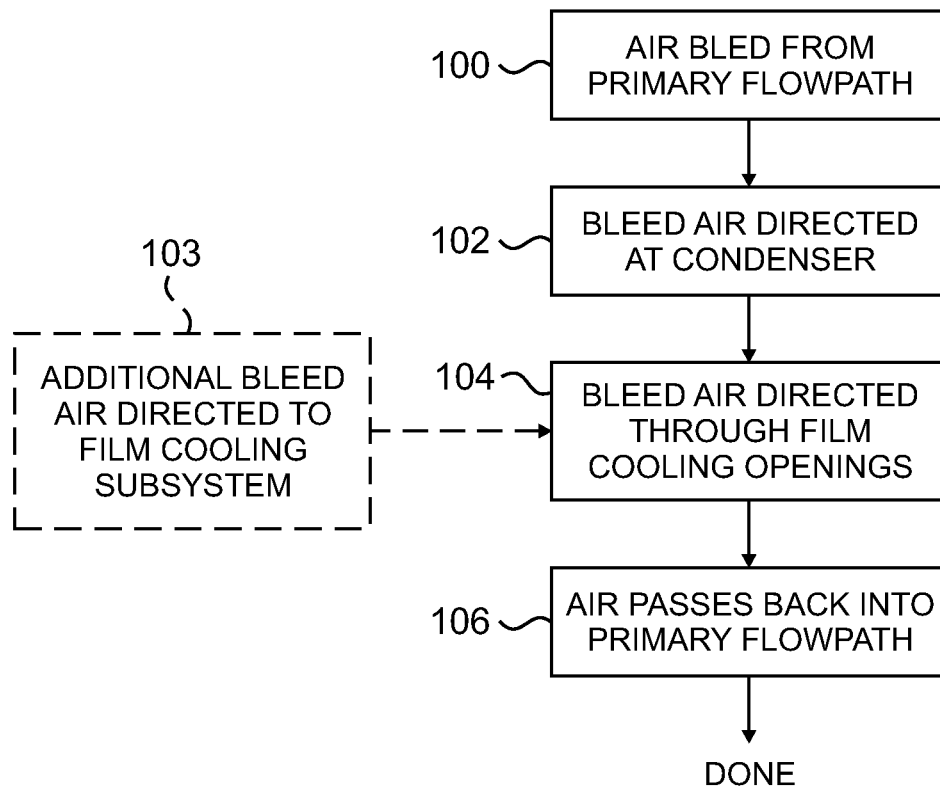 100
AIR BLED FROM
PRIMARY FLOWPATH
102
BLEED AIR DIRECTED
AT CONDENSER
103
ADDITIONAL BLEED
AIR DIRECTED TO
FILM COOLING
SUBSYSTEM
104
BLEED AIR DIRECTED
THROUGH FILM
COOLING OPENINGS
106
AIR PASSES BACK INTO
PRIMARY FLOWPATH
DONE